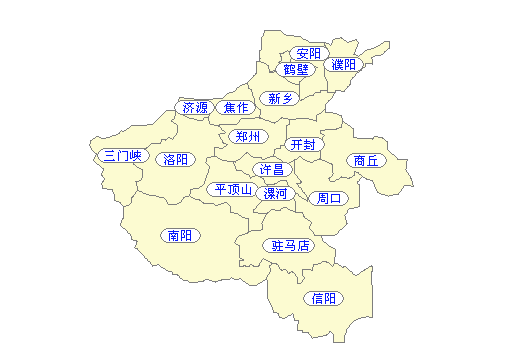 安阳
鹤壁
濮阳
新乡
济源
焦作
郑州
开封
三门峡
洛阳
商丘
许昌
平顶山
漯河
周口
南阳
驻马店
信阳